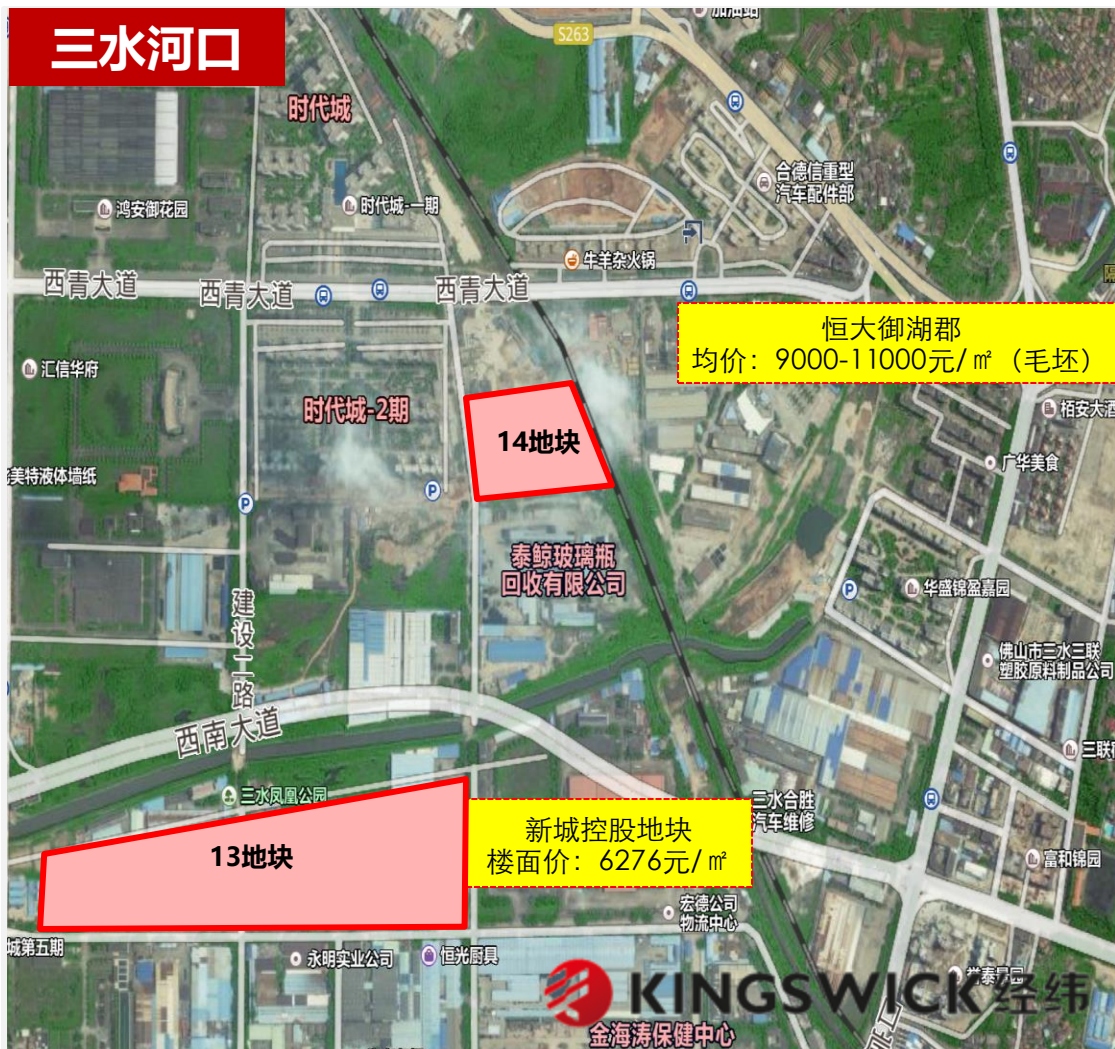 三水河口
加油站
S263
时代城
合德信重型
汽车配件部
鸿安御花园
时代城-一期
牛羊杂火锅
西青大道
西青大道
西青大道
恒大御湖郡
均价：9000-11000元/㎡（毛坯）
汇信华府
时代城-2期
14地块
栢安大酒
广华美食
美特液体墙纸
P
P
泰鲸玻璃瓶
回收有限公司
P
华盛锦盈嘉园
建设二路
佛山市三水三联
塑胶原料制品公司
西南大道
三联
三水凤凰公园
三水合胜
汽车维修
新城控股地块
楼面价：6276元/㎡
13地块
富和锦园
宏德公司
物流中心
城第五期
永明实业公司
恒光厨具
KINGSWICK经纬
金海涛保健中心